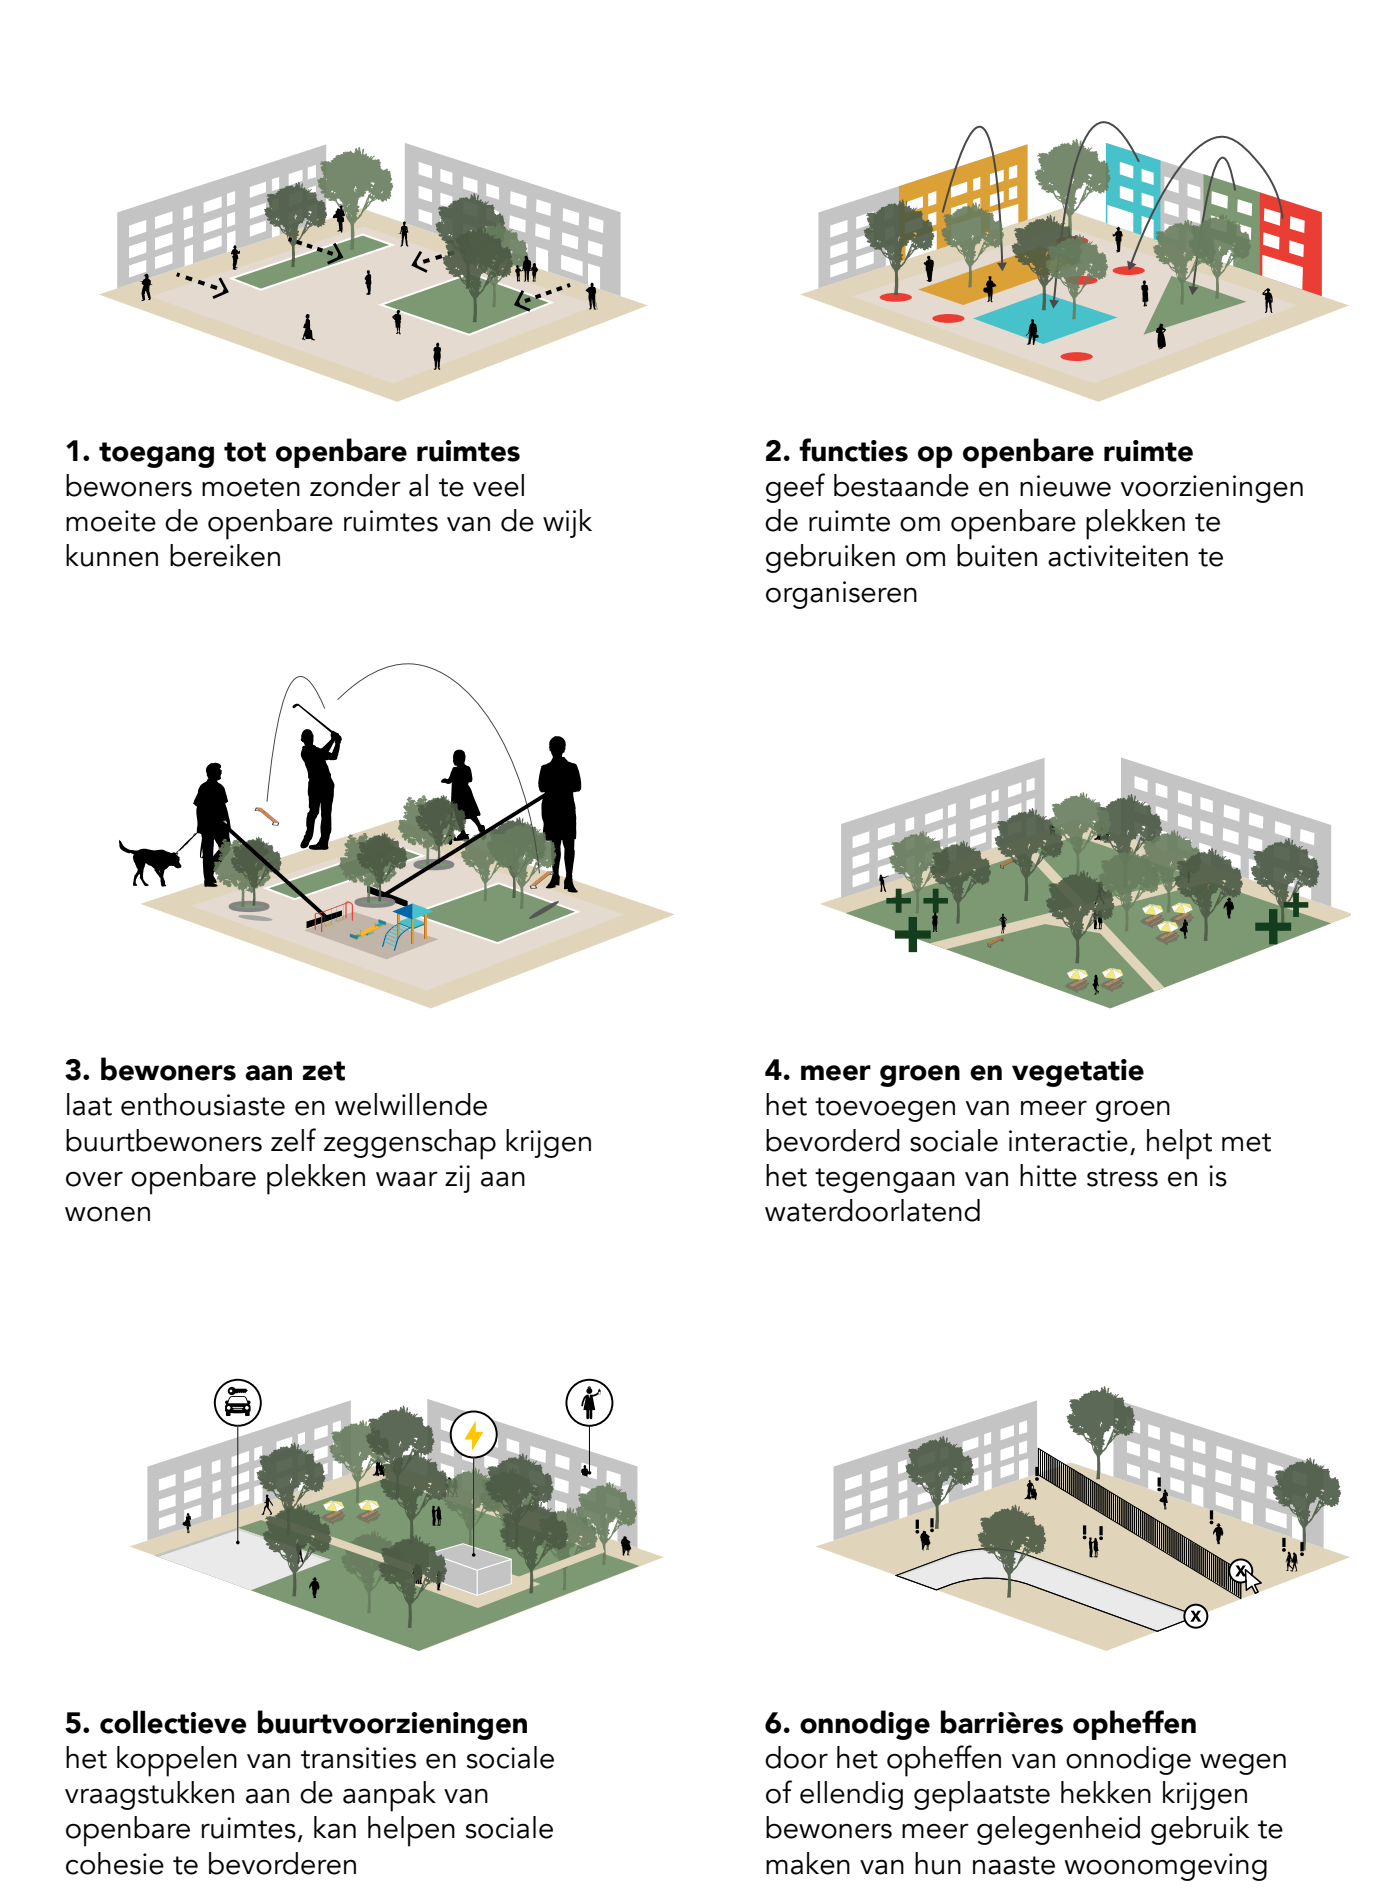 1. toegang tot openbare ruimtes
bewoners moeten zonder al te veel
moeite de openbare ruimtes van de wijk
kunnen bereiken
2. functies op openbare ruimte
geef bestaande en nieuwe voorzieningen
de ruimte om openbare plekken te
gebruiken om buiten activiteiten te
organiseren
3. bewoners aan zet
laat enthousiaste en welwillende
buurtbewoners zelf zeggenschap krijgen
over openbare plekken waar zij aan
wonen
4. meer groen en vegetatie
het toevoegen van meer groen
bevorderd sociale interactie, helpt met
het tegengaan van hitte stress en is
waterdoorlatend
5. collectieve buurtvoorzieningen
het koppelen van transities en sociale
vraagstukken aan de aanpak van
openbare ruimtes, kan helpen sociale
cohesie te bevorderen
! !
!
!
! !
! !
!
X
X
6. onnodige barrières opheffen
door het opheffen van onnodige wegen
of ellendig geplaatste hekken krijgen
bewoners meer gelegenheid gebruik te
maken van hun naaste woonomgeving